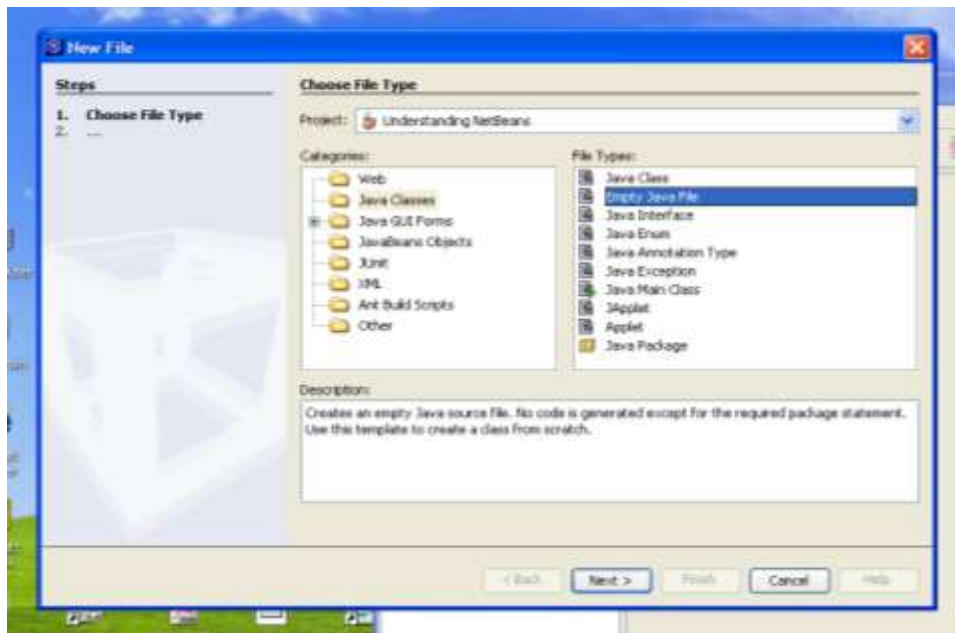 New File
Steps
1. Choose File Type
2. ...
Choose File Type
Project: Understanding NetBeans
Categories:
Web
Java Classes
Java GUI Forms
JavaBeans Objects
JUnit
XML
Ant Build Scripts
Other
File Types:
Java Class
Empty Java File
Java Interface
Java Enum
Java Annotation Type
Java Exception
Java Main Class
JApplet
Applet
Java Package
Description:
Creates an empty Java source file. No code is generated except for the required package statement.
Use this template to create a class from scratch.
< Back Next > Finish Cancel Help